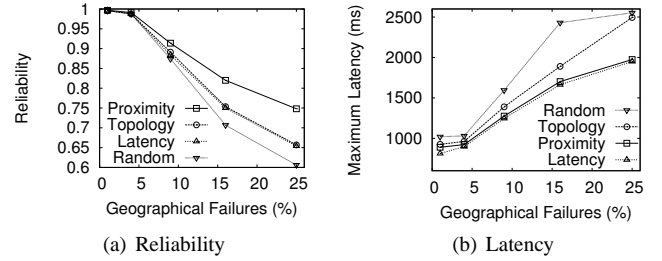 1
0.95
0.9
0.85
0.8
0.75
0.7
0.65
0.6
Reliability
Proximity
Topology
Latency
Random
0 5 10 15 20 25
Geographical Failures (%)
(a) Reliability
2500
2000
1500
1000
Maximum Latency (ms)
Random
Topology
Proximity
Latency
0 5 10 15 20 25
Geographical Failures (%)
(b) Latency